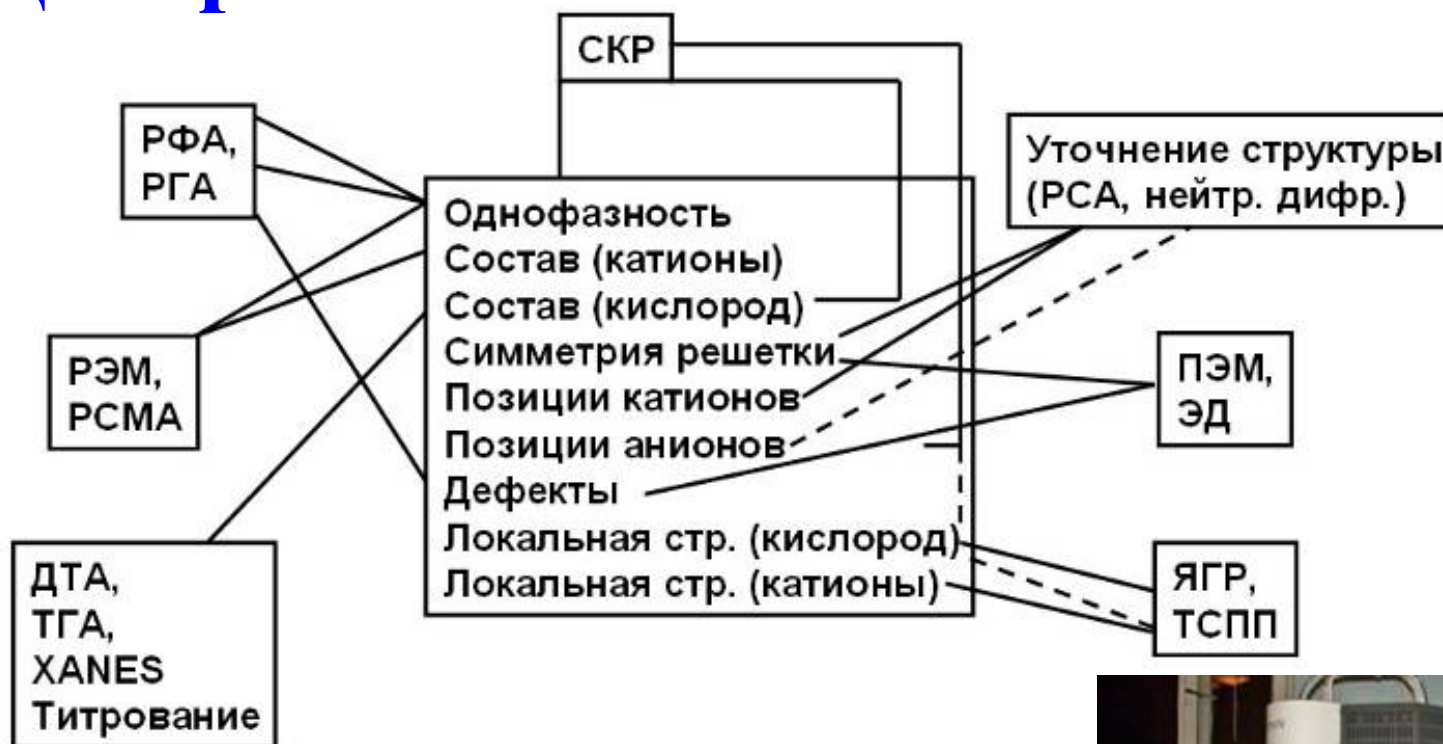 СКР
РФА,
РГА
Уточнение структуры
(РСА, нейтр. дифр.)
Однофазность
Состав (катионы)
Состав (кислород)
Симметрия решетки
Позиции катионов
Позиции анионов
Дефекты
Локальная стр. (кислород)
Локальная стр. (катионы)
РЭМ,
РСМА
ПЭМ,
ЭД
ДТА,
ТГА,
XANES
Титрование
ЯГР,
ТСПП